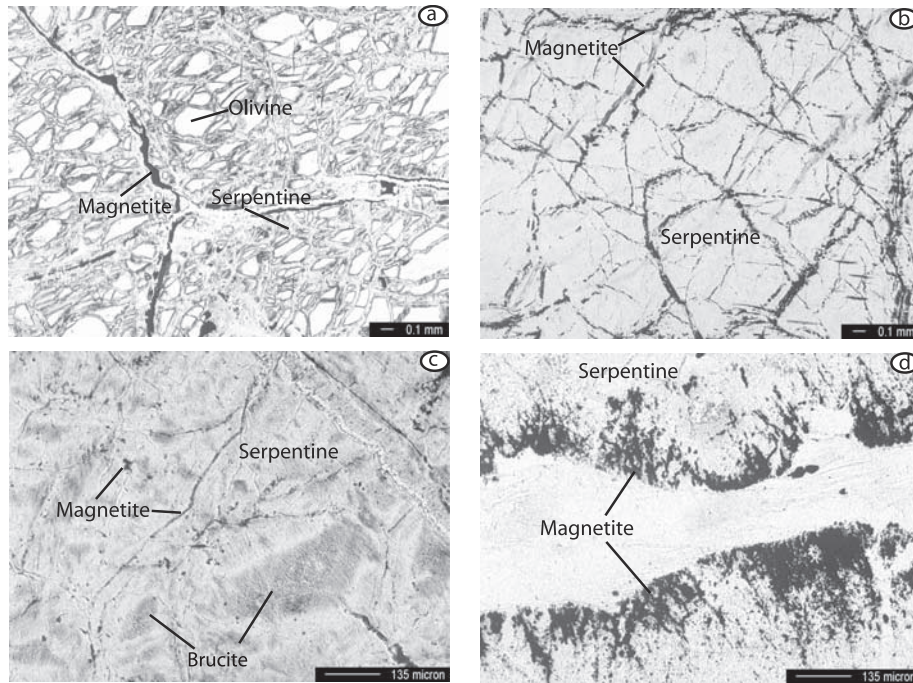 a
Olivine
Magnetite
Serpentine
0.1 mm
b
Magnetite
Serpentine
0.1 mm
c
Serpentine
Magnetite
Brucite
135 micron
d
Serpentine
Magnetite
135 micron